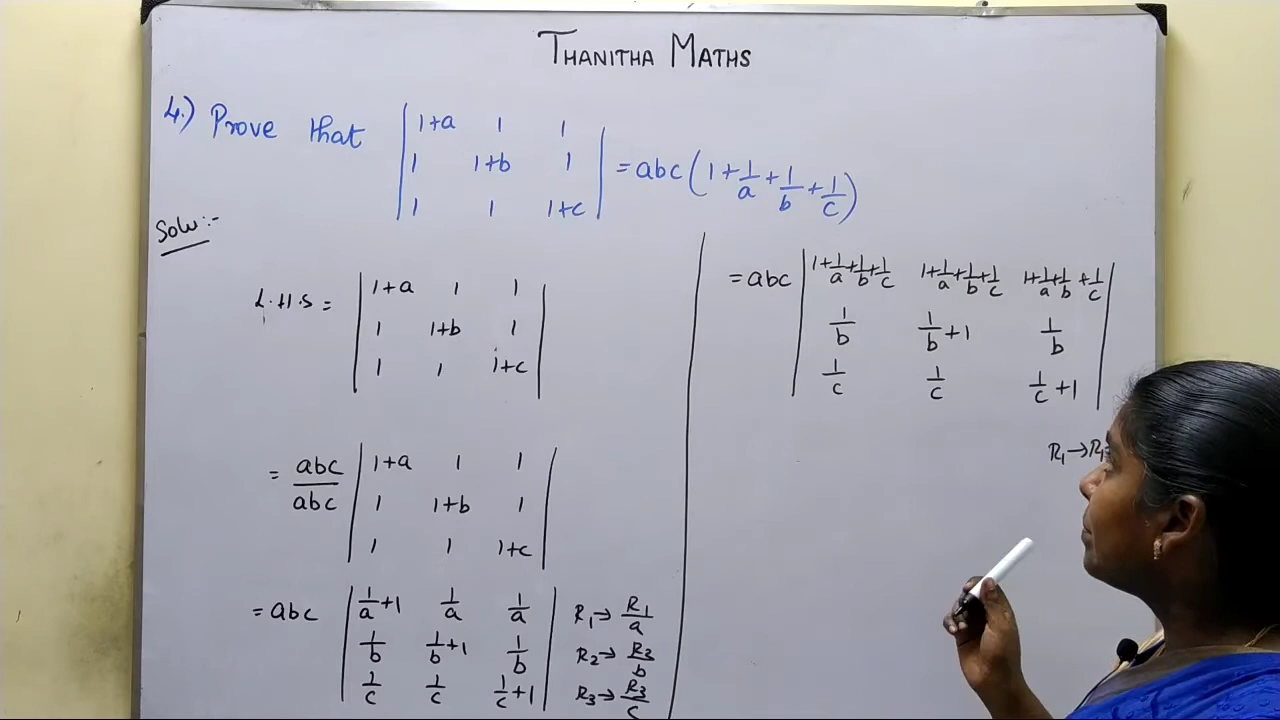 THANITHA MATHS
4.) Prove that | 1+a 1 1 |
| 1 1+b 1 | = abc (1 + 1/a + 1/b + 1/c)
| 1 1 1+c |
Solu:-
L.H.S = | 1+a 1 1 |
| 1 1+b 1 |
| 1 1 1+c |
= abc/abc | 1+a 1 1 |
| 1 1+b 1 |
| 1 1 1+c |
= abc | 1/a+1 1/a 1/a | R₁→ R₁/a
| 1/b 1/b+1 1/b | R₂→ R₃/b
| 1/c 1/c 1/c+1 | R₃→ R₃/c
= abc | 1+1/a+1/b+1/c 1+1/a+1/b+1/c 1+1/a+1/b+1/c |
| 1/b 1/b+1 1/b |
| 1/c 1/c 1/c+1 |
R₁→R₁